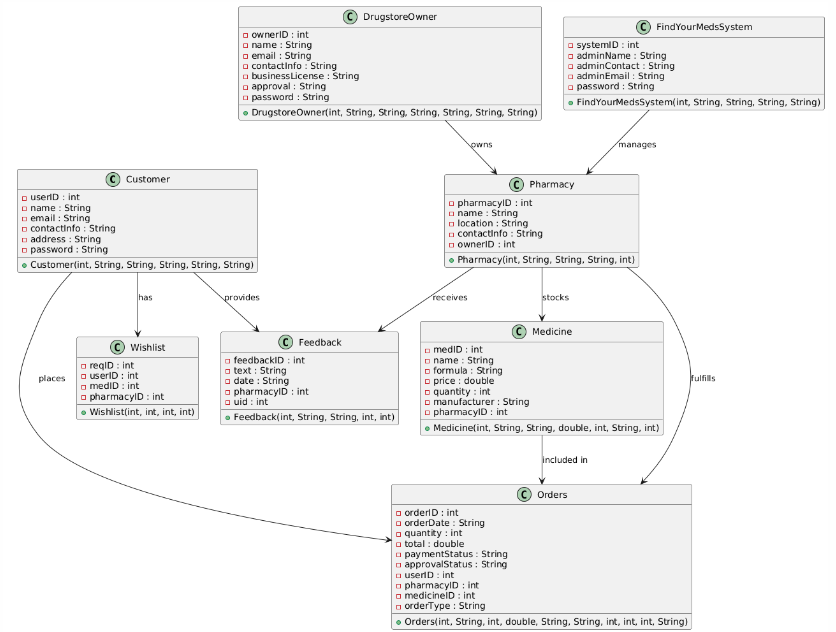 C DrugstoreOwner
ownerID : int
name : String
email : String
contactInfo : String
businessLicense : String
approval : String
password : String
DrugstoreOwner(int, String, String, String, String, String, String)
C FindYourMedsSystem
systemID : int
adminName : String
adminContact : String
adminEmail : String
password : String
FindYourMedsSystem(int, String, String, String, String)
owns
manages
C Customer
userID : int
name : String
email : String
contactInfo : String
address : String
password : String
Customer(int, String, String, String, String, String)
C Pharmacy
pharmacyID : int
name : String
location : String
contactInfo : String
ownerID : int
Pharmacy(int, String, String, String, int)
has
provides
receives
stocks
places
fulfills
C Wishlist
reqID : int
userID : int
medID : int
pharmacyID : int
Wishlist(int, int, int, int)
C Feedback
feedbackID : int
text : String
date : String
pharmacyID : int
uid : int
Feedback(int, String, String, int, int)
C Medicine
medID : int
name : String
formula : String
price : double
quantity : int
manufacturer : String
pharmacyID : int
Medicine(int, String, String, double, int, String, int)
included in
C Orders
orderID : int
orderDate : String
quantity : int
total : double
paymentStatus : String
approvalStatus : String
userID : int
pharmacyID : int
medicineID : int
orderType : String
Orders(int, String, int, double, String, String, int, int, int, String)